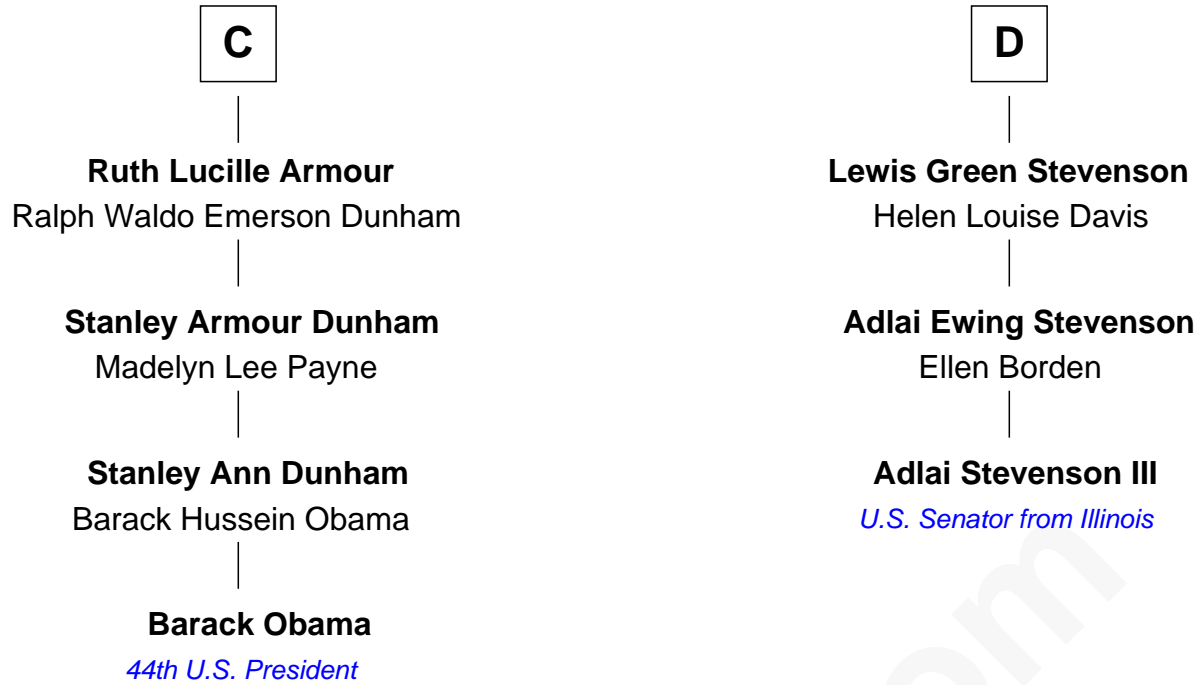 C
Ruth Lucille Armour
Ralph Waldo Emerson Dunham
Stanley Armour Dunham
Madelyn Lee Payne
Stanley Ann Dunham
Barack Hussein Obama
Barack Obama
44th U.S. President
D
Lewis Green Stevenson
Helen Louise Davis
Adlai Ewing Stevenson
Ellen Borden
Adlai Stevenson III
U.S. Senator from Illinois
om